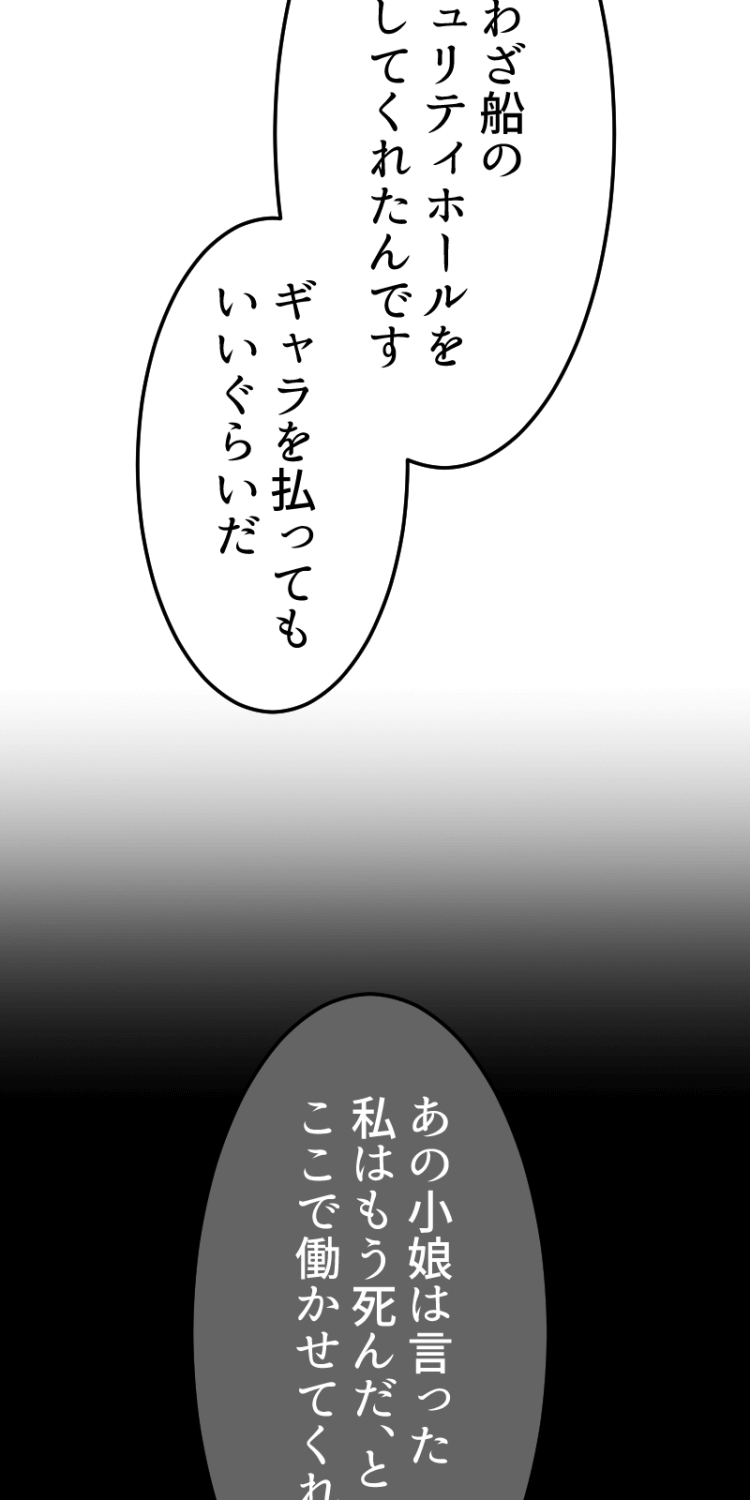 わざ船の
ュリティホールを
してくれたんです
ギャラを払っても
いいぐらいだ
あの小娘は言った
私はもう死んだ、と
ここで働かせてくれ